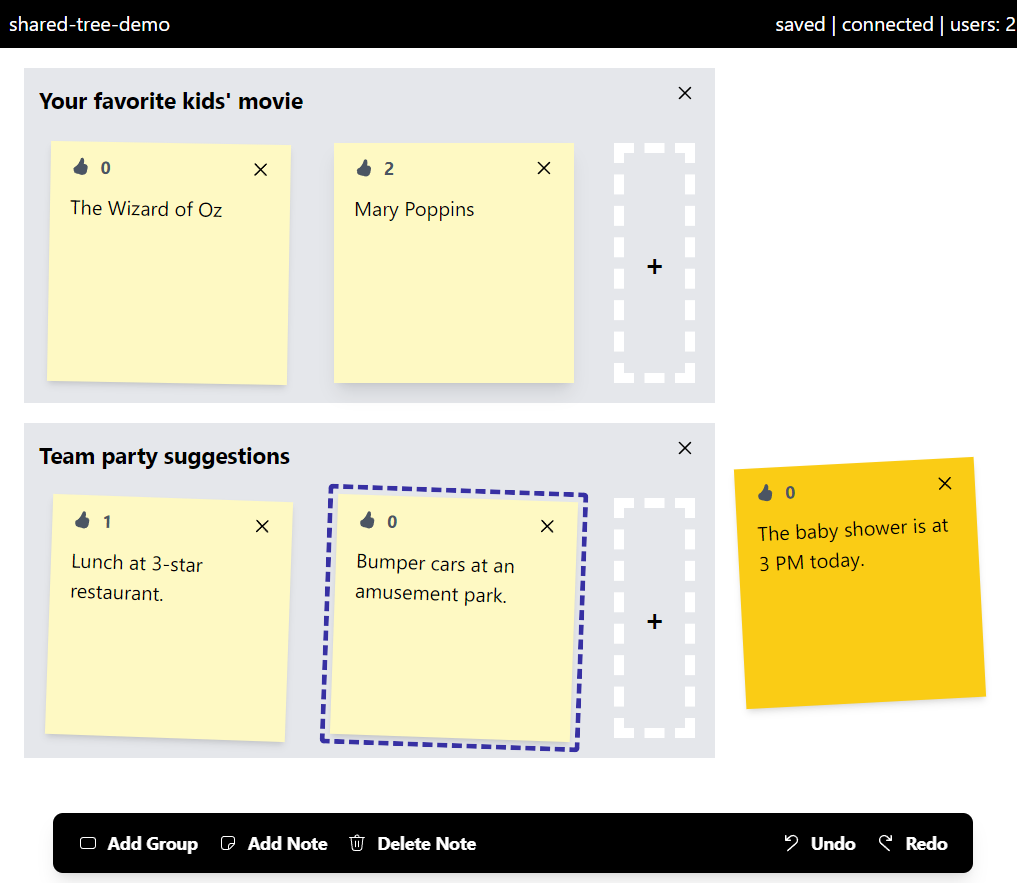 shared-tree-demo
saved | connected | users: 2
Your favorite kids' movie
0
The Wizard of Oz
2
Mary Poppins
+
Team party suggestions
1
Lunch at 3-star
restaurant.
0
Bumper cars at an
amusement park.
+
0
The baby shower is at
3 PM today.
Add Group
Add Note
Delete Note
Undo
Redo